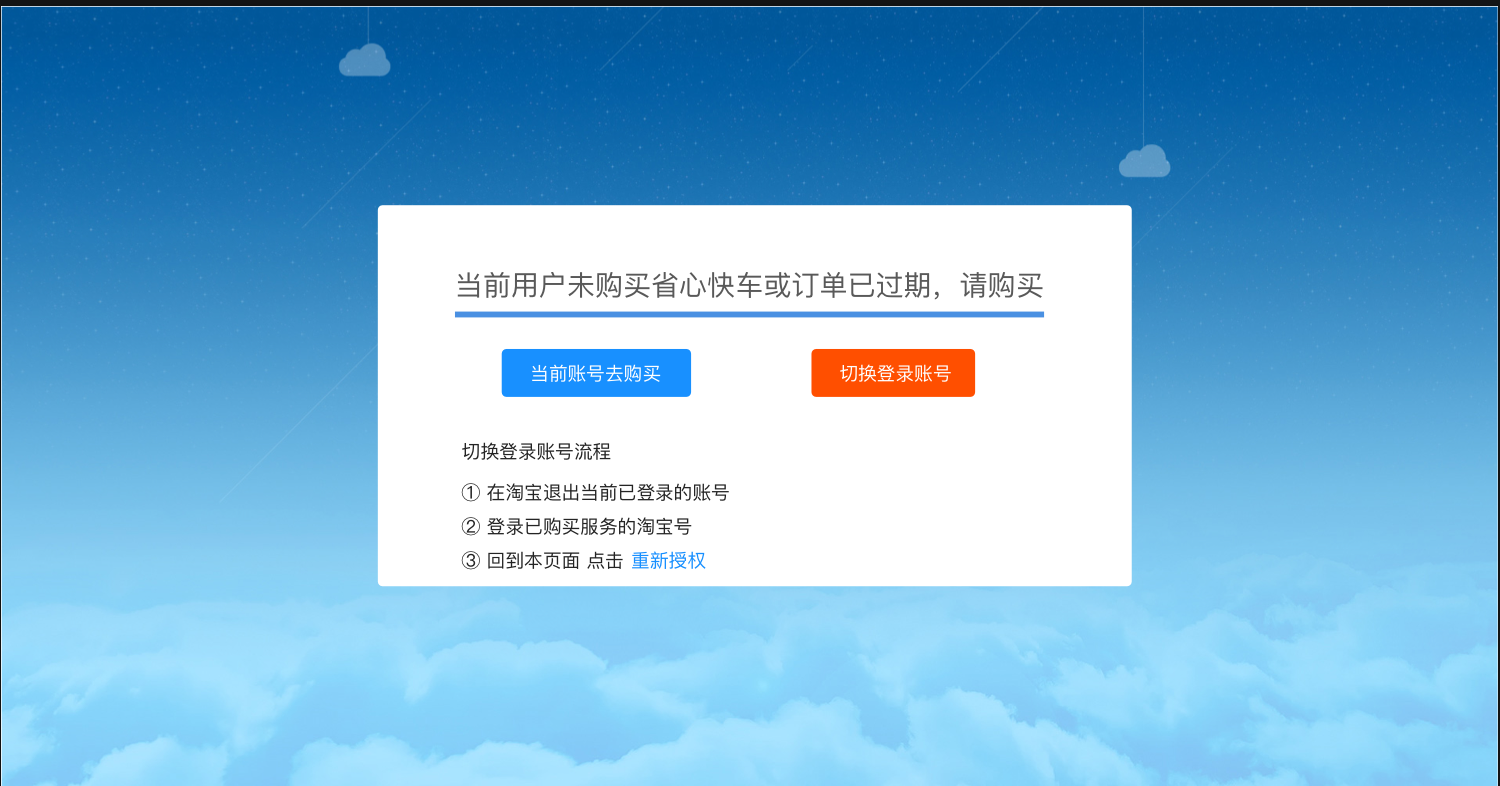 当前用户未购买省心快车或订单已过期，请购买
当前账号去购买
切换登录账号
切换登录账号流程
① 在淘宝退出当前已登录的账号
② 登录已购买服务的淘宝号
③ 回到本页面 点击 重新授权